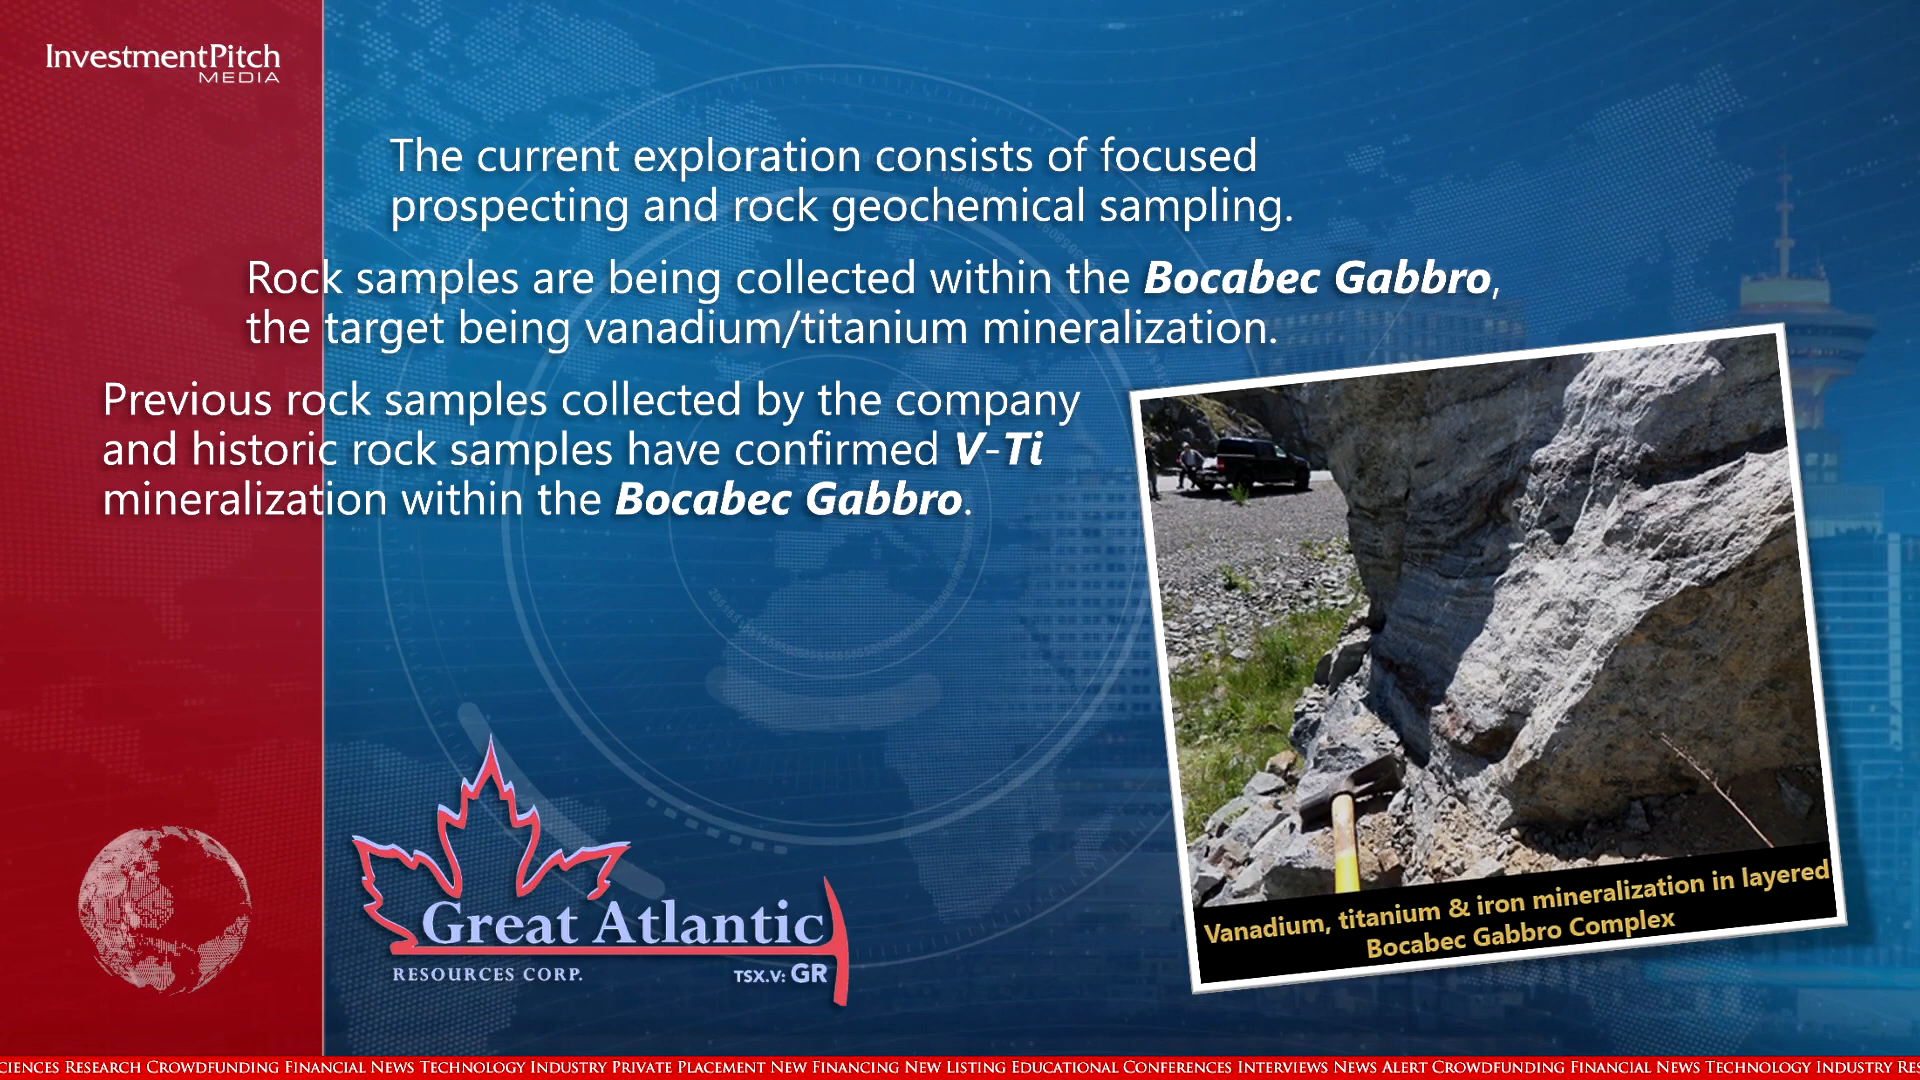 InvestmentPitch
MEDIA
The current exploration consists of focused
prospecting and rock geochemical sampling.
Rock samples are being collected within the Bocabec Gabbro,
the target being vanadium/titanium mineralization.
Previous rock samples collected by the company
and historic rock samples have confirmed V-Ti
mineralization within the Bocabec Gabbro.
Vanadium, titanium & iron mineralization in layered
Bocabec Gabbro Complex
Great Atlantic
RESOURCES CORP.
TSX.V: GR
CIENCES RESEARCH CROWDFUNDING FINANCIAL NEWS TECHNOLOGY INDUSTRY PRIVATE PLACEMENT NEW FINANCING NEW LISTING EDUCATIONAL CONFERENCES INTERVIEWS NEWS ALERT CROWDFUNDING FINANCIAL NEWS TECHNOLOGY INDUSTRY RES